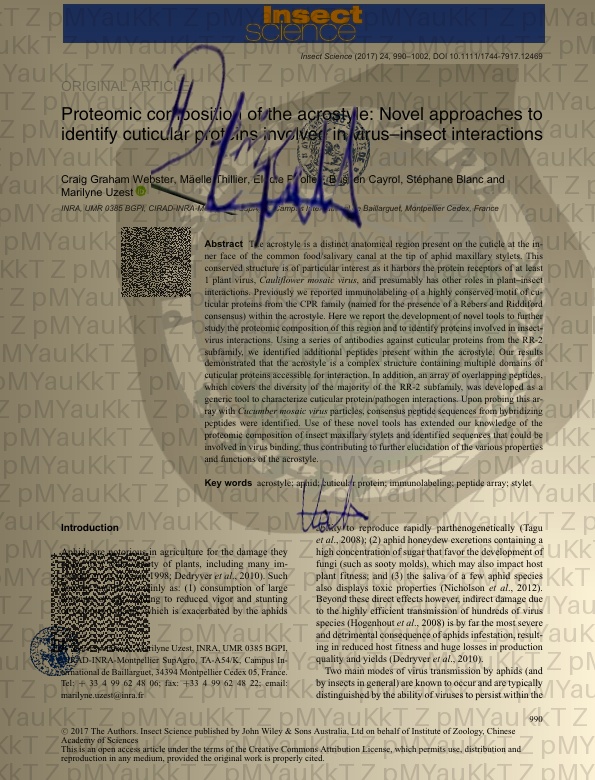 Insect
science
Insect Science (2017) 24, 990–1002, DOI 10.1111/1744-7917.12469
ORIGINAL ARTICLE
Proteomic composition of the acrostyle: Novel approaches to
identify cuticular proteins involved in virus–insect interactions
Craig Graham Webster, Maëlle Thillier, Elodie Pirolles, Bastien Cayrol, Stéphane Blanc and
Marilyne Uzest
INRA, UMR 0385 BGPI, CIRAD-INRA-Montpellier SupAgro, Campus International de Baillarguet, Montpellier Cedex, France
Abstract The acrostyle is a distinct anatomical region present on the cuticle at the in-
ner face of the common food/salivary canal at the tip of aphid maxillary stylets. This
conserved structure is of particular interest as it harbors the protein receptors of at least
1 plant virus, Cauliflower mosaic virus, and presumably has other roles in plant–insect
interactions. Previously we reported immunolabeling of a highly conserved motif of cu-
ticular proteins from the CPR family (named for the presence of a Rebers and Riddiford
consensus) within the acrostyle. Here we report the development of novel tools to further
study the proteomic composition of this region and to identify proteins involved in insect-
virus interactions. Using a series of antibodies against cuticular proteins from the RR-2
subfamily, we identified additional peptides present within the acrostyle. Our results
demonstrated that the acrostyle is a complex structure containing multiple domains of
cuticular proteins accessible for interaction. In addition, an array of overlapping peptides,
which covers the diversity of the majority of the RR-2 subfamily, was developed as a
generic tool to characterize cuticular protein/pathogen interactions. Upon probing this ar-
ray with Cucumber mosaic virus particles, consensus peptide sequences from hybridizing
peptides were identified. Use of these novel tools has extended our knowledge of the
proteomic composition of insect maxillary stylets and identified sequences that could be
involved in virus binding, thus contributing to further elucidation of the various properties
and functions of the acrostyle.
Key words acrostyle; aphid; cuticular protein; immunolabeling; peptide array; stylet
Introduction
Aphids are notorious in agriculture for the damage they
ty of plants, including many im-
1998; Dedryver et al., 2010). Such
mainly as: (1) consumption of large
to reduced vigor and stunting
which is exacerbated by the aphids
Marilyne Uzest, INRA, UMR 0385 BGPI,
CIRAD-INRA-Montpellier SupAgro, TA-A54/K, Campus In-
ternational de Baillarguet, 34394 Montpellier Cedex 05, France.
Tel: + 33 4 99 62 48 06; fax: +33 4 99 62 48 22; email:
marilyne.uzest@inra.fr
ability to reproduce rapidly parthenogenetically (Tagu
et al., 2008); (2) aphid honeydew excretions containing a
high concentration of sugar that favor the development of
fungi (such as sooty molds), which may also impact host
plant fitness; and (3) the saliva of a few aphid species
also displays toxic properties (Nicholson et al., 2012).
Beyond these direct effects however, indirect damage due
to the highly efficient transmission of hundreds of virus
species (Hogenhout et al., 2008) is by far the most severe
and detrimental consequence of aphids infestation, result-
ing in reduced host fitness and huge losses in production
quality and yields (Dedryver et al., 2010).
Two main modes of virus transmission by aphids (and
by insects in general) are known to occur and are typically
distinguished by the ability of viruses to persist within the
990
© 2017 The Authors. Insect Science published by John Wiley & Sons Australia, Ltd on behalf of Institute of Zoology, Chinese
Academy of Sciences
This is an open access article under the terms of the Creative Commons Attribution License, which permits use, distribution and
reproduction in any medium, provided the original work is properly cited.